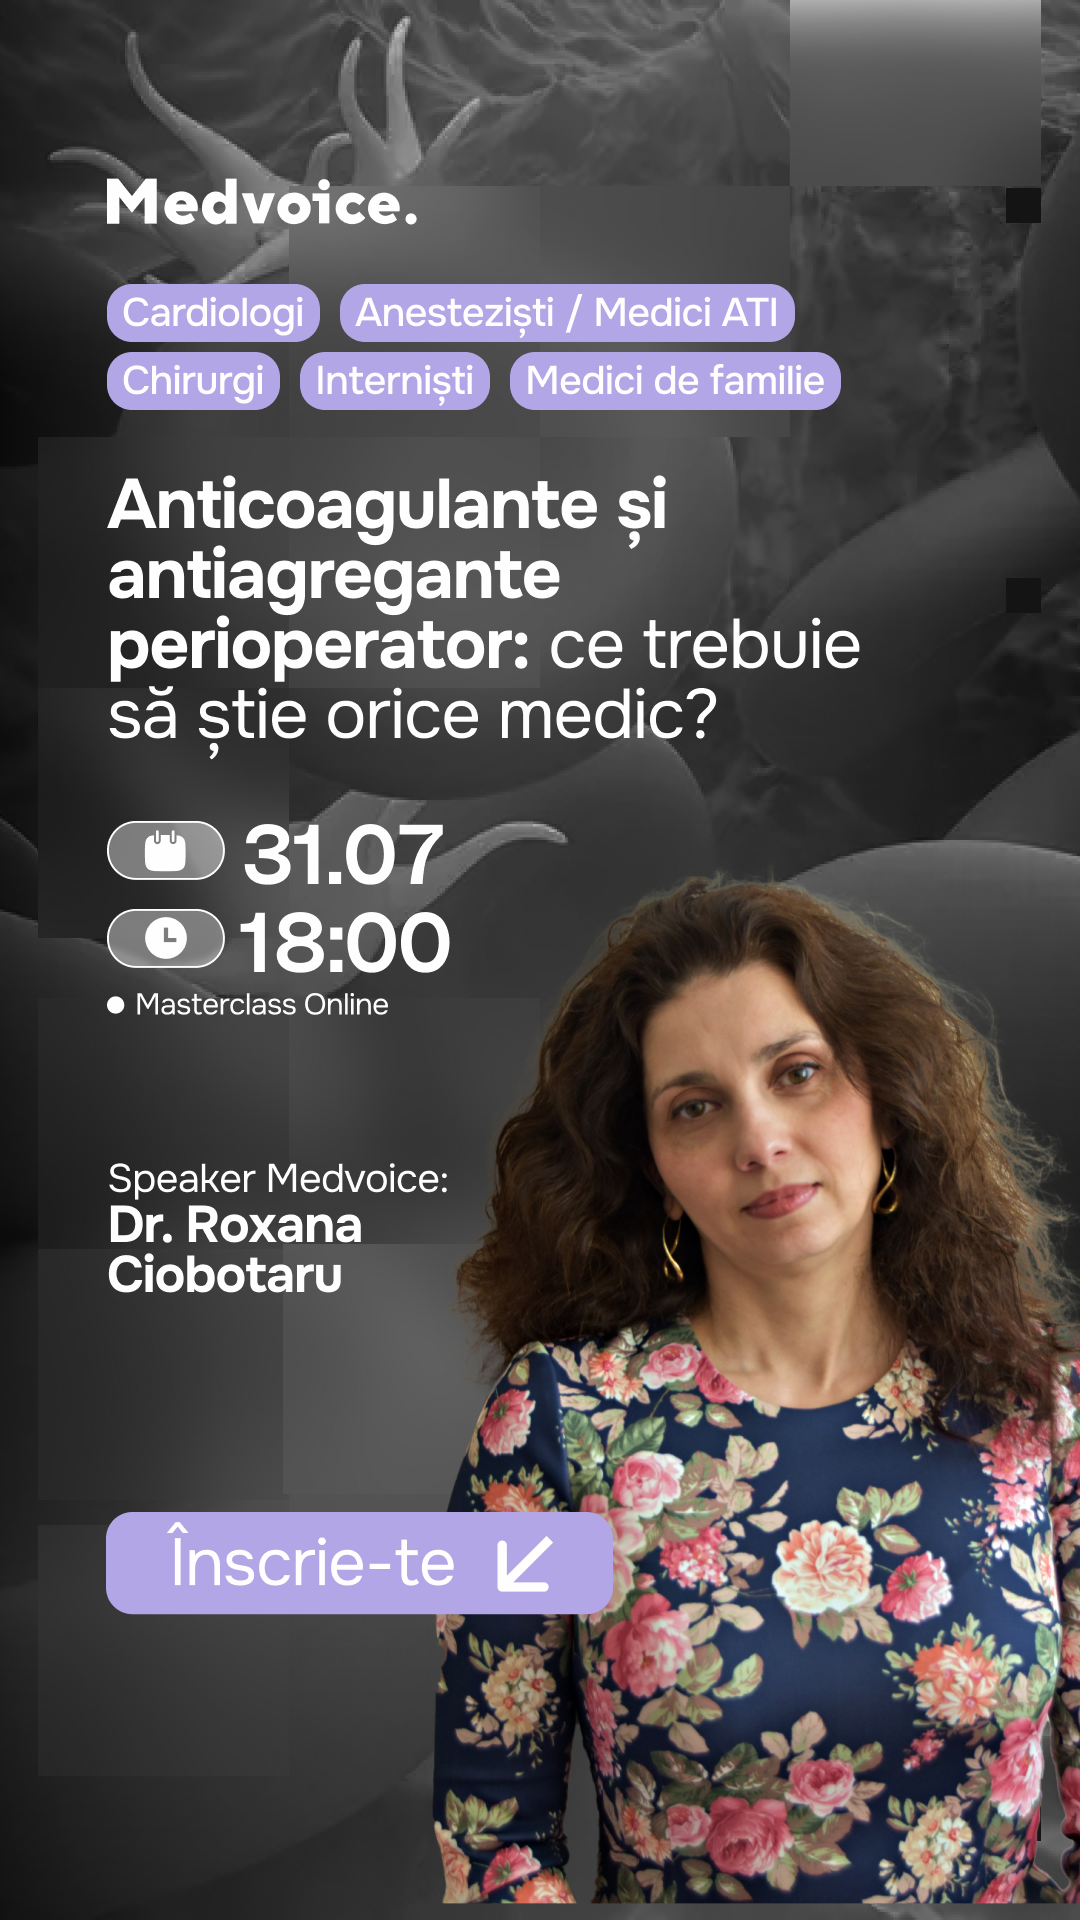 Medvoice.
Cardiologi Anesteziști / Medici ATI
Chirurgi Interniști Medici de familie
Anticoagulante și
antiagregante
perioperator: ce trebuie
să știe orice medic?
31.07
18:00
Masterclass Online
Speaker Medvoice:
Dr. Roxana
Ciobotaru
Înscrie-te